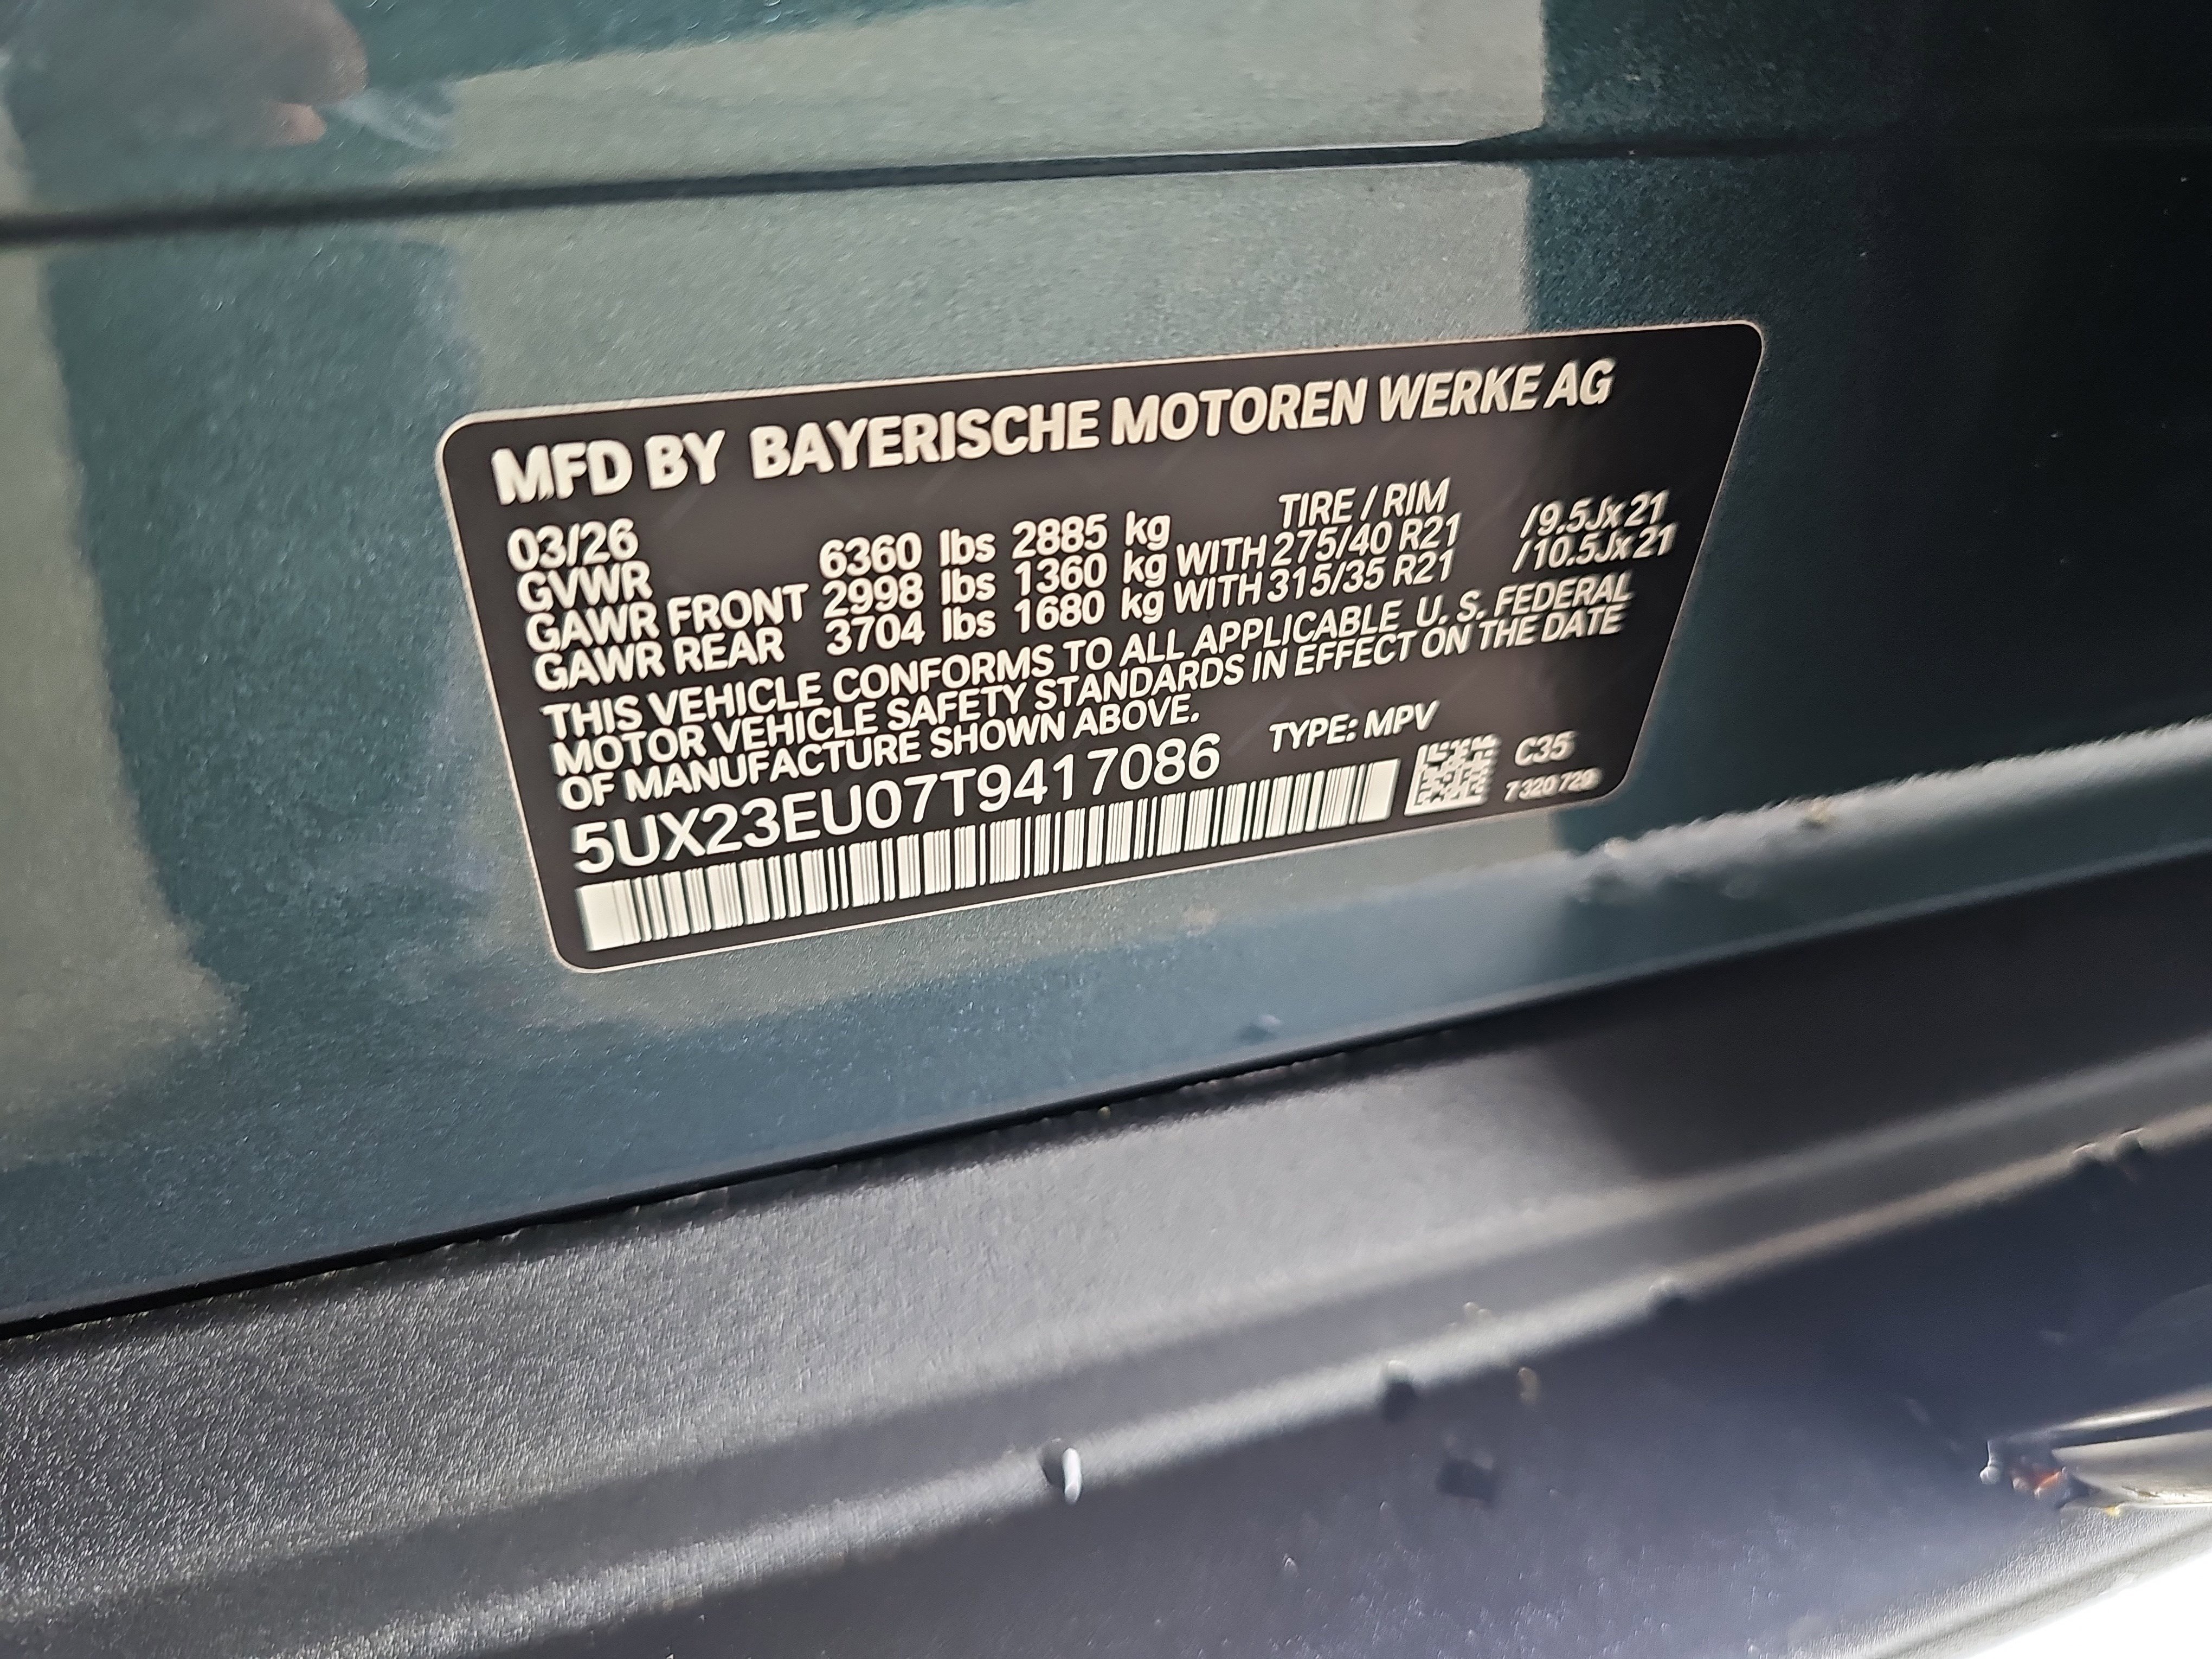 MFD BY BAYERISCHE MOTOREN WERKE AG
03/26 TIRE / RIM
GVWR 6360 lbs 2885 kg
GAWR FRONT 2998 lbs 1360 kg WITH 275/40 R21 /9.5Jx21
GAWR REAR 3704 lbs 1680 kg WITH 315/35 R21 /10.5Jx21
THIS VEHICLE CONFORMS TO ALL APPLICABLE U. S. FEDERAL
MOTOR VEHICLE SAFETY STANDARDS IN EFFECT ON THE DATE
OF MANUFACTURE SHOWN ABOVE.
5UX23EU07T9417086 TYPE: MPV
C35
7 320